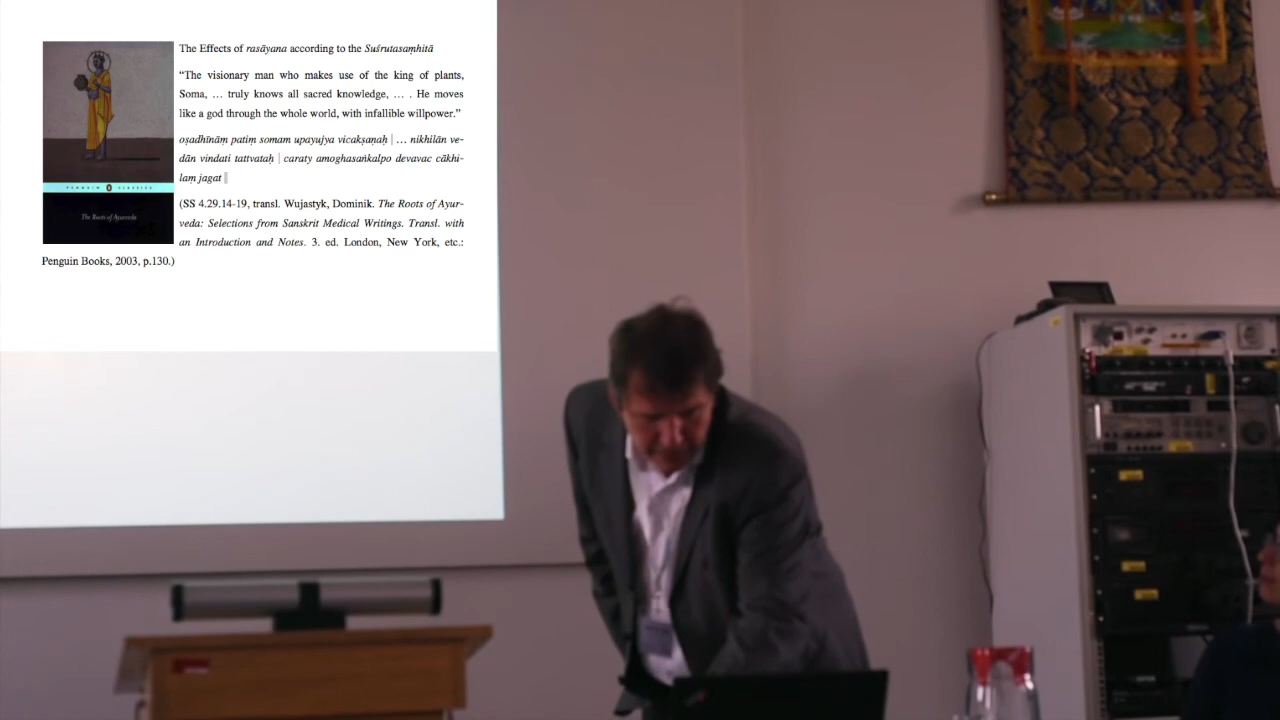 The Effects of rasāyana according to the Suśrutasaṃhitā
“The visionary man who makes use of the king of plants,
Soma, … truly knows all sacred knowledge, … . He moves
like a god through the whole world, with infallible willpower.”
oṣadhīnāṃ patiṃ somam upayujya vicakṣaṇaḥ | … nikhilān ve-
dān vindati tattvataḥ | caraty amoghasaṅkalpo devavac cākhi-
laṃ jagat ||
(SS 4.29.14-19, transl. Wujastyk, Dominik. The Roots of Ayur-
veda: Selections from Sanskrit Medical Writings. Transl. with
an Introduction and Notes. 3. ed. London, New York, etc.:
Penguin Books, 2003, p.130.)
PENGUIN CLASSICS
The Roots of Ayurveda